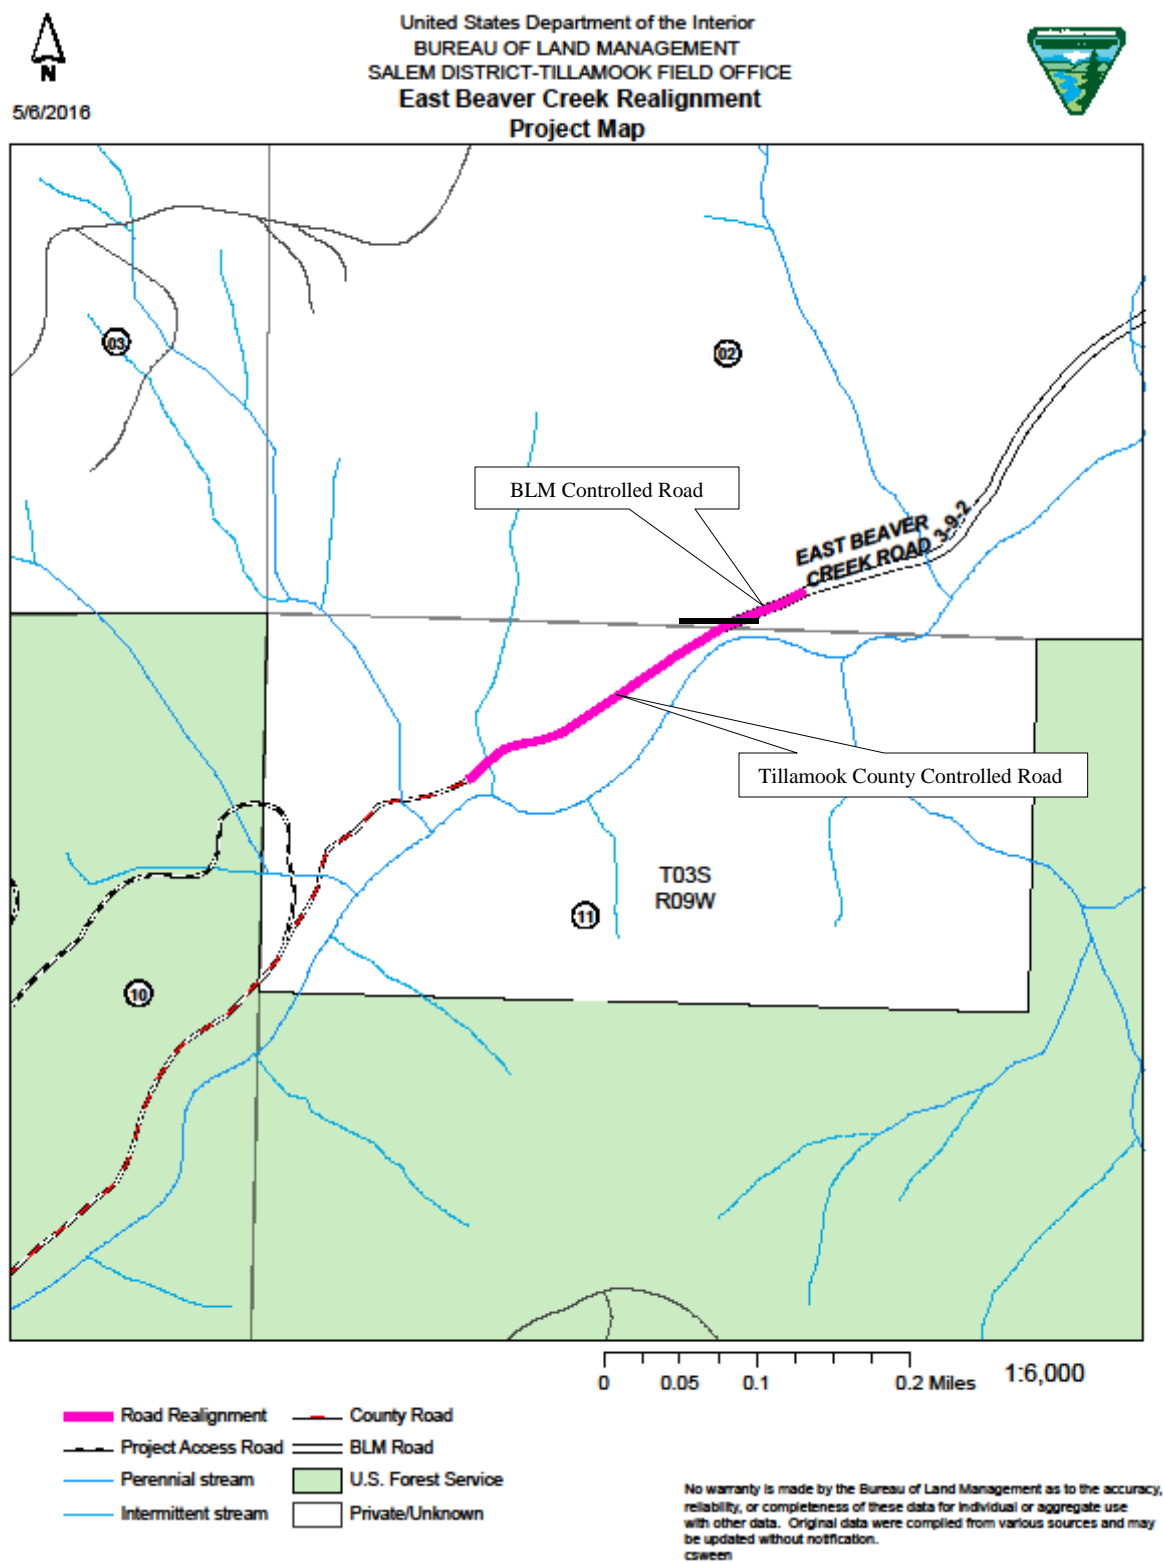 United States Department of the Interior
BUREAU OF LAND MANAGEMENT
SALEM DISTRICT-TILLAMOOK FIELD OFFICE
East Beaver Creek Realignment
Project Map
N
5/6/2016
03
02
BLM Controlled Road
EAST BEAVER
CREEK ROAD 3-9-2
Tillamook County Controlled Road
T03S
R09W
11
10
0 0.05 0.1 0.2 Miles
1:6,000
Road Realignment
County Road
Project Access Road
BLM Road
Perennial stream
U.S. Forest Service
Intermittent stream
Private/Unknown
No warranty is made by the Bureau of Land Management as to the accuracy,
reliability, or completeness of these data for individual or aggregate use
with other data. Original data were compiled from various sources and may
be updated without notification.
csween